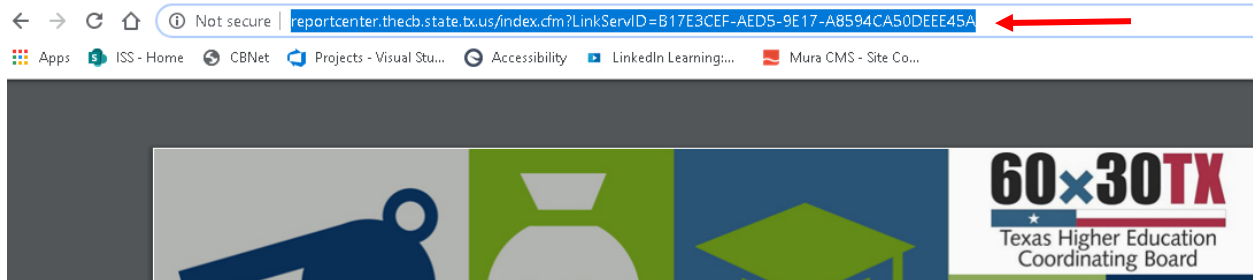 Not secure | reportcenter.thecb.state.tx.us/index.cfm?LinkServID=B17E3CEF-AED5-9E17-A8594CA50DEEE45A
Apps ISS - Home CBNet Projects - Visual Stu... Accessibility LinkedIn Learning:... Mura CMS - Site Co...
60x30TX
Texas Higher Education
Coordinating Board